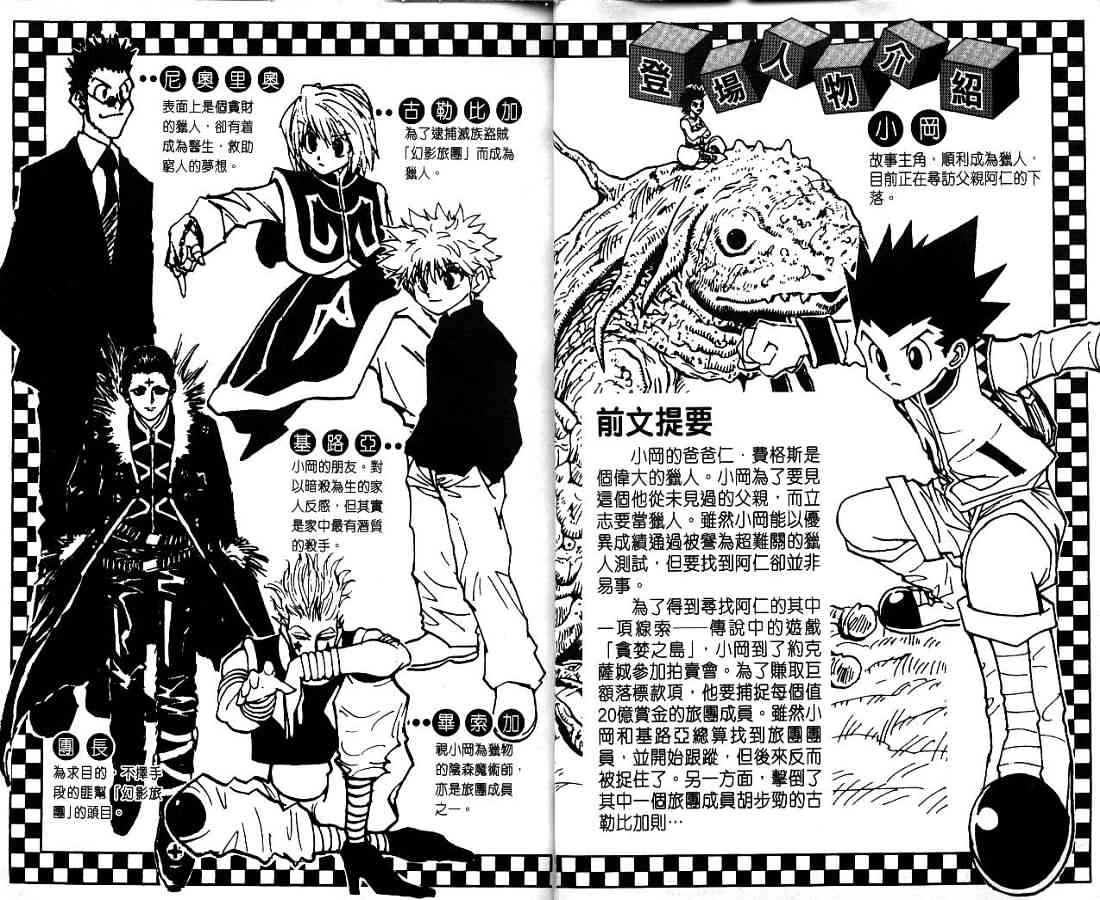 登場人物介紹
小岡
故事主角，順利成為獵人，
目前正在尋訪父親阿仁的下
落。
前文提要
小岡的爸爸仁．費格斯是
個偉大的獵人。小岡為了要見
這個他從未見過的父親，而立
志要當獵人。雖然小岡能以優
異成績通過被譽為超難關的獵
人測試，但要找到阿仁卻並非
易事。
為了得到尋找阿仁的其中
一項線索——傳說中的遊戲
「貪婪之島」，小岡到了約克
薩城參加拍賣會。為了賺取巨
額落標款項，他要捕捉每個值
20億賞金的旅團成員。雖然小
岡和基路亞總算找到旅團團
員，並開始跟蹤，但後來反而
被捉住了。另一方面，擊倒了
其中一個旅團成員胡步勁的古
勒比加則…
尼奧里奧
表面上是個貪財
的獵人，卻有着
成為醫生，救助
窮人的夢想。
古勒比加
為了逮捕滅族盜賊
「幻影旅團」而成為
獵人。
基路亞
小岡的朋友。對
以暗殺為生的家
人反感，但其實
是家中最有潛質
的殺手。
團長
為求目的，不擇手
段的匪幫「幻影旅
團」的頭目。
畢索加
視小岡為獵物
的陰森魔術師，
亦是旅團成員
之一。